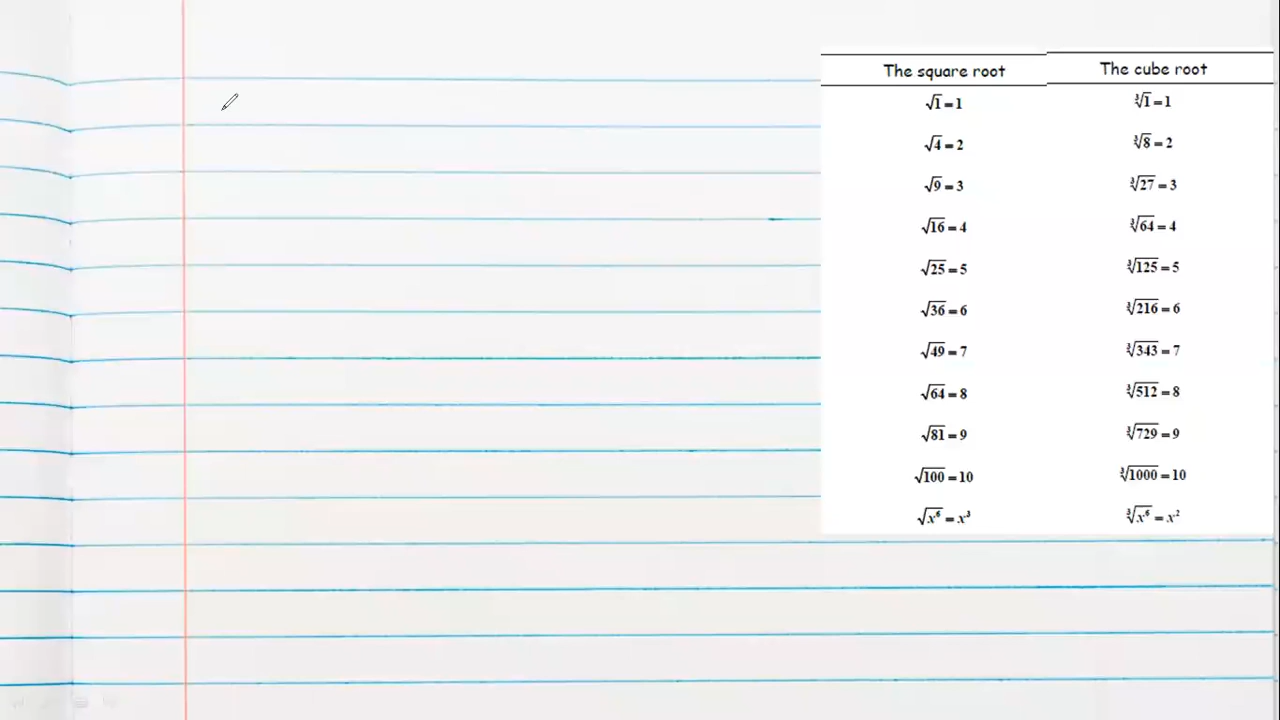 The square root The cube root
√1 = 1 ∛1 = 1
√4 = 2 ∛8 = 2
√9 = 3 ∛27 = 3
√16 = 4 ∛64 = 4
√25 = 5 ∛125 = 5
√36 = 6 ∛216 = 6
√49 = 7 ∛343 = 7
√64 = 8 ∛512 = 8
√81 = 9 ∛729 = 9
√100 = 10 ∛1000 = 10
√x⁶ = x³ ∛x⁶ = x²